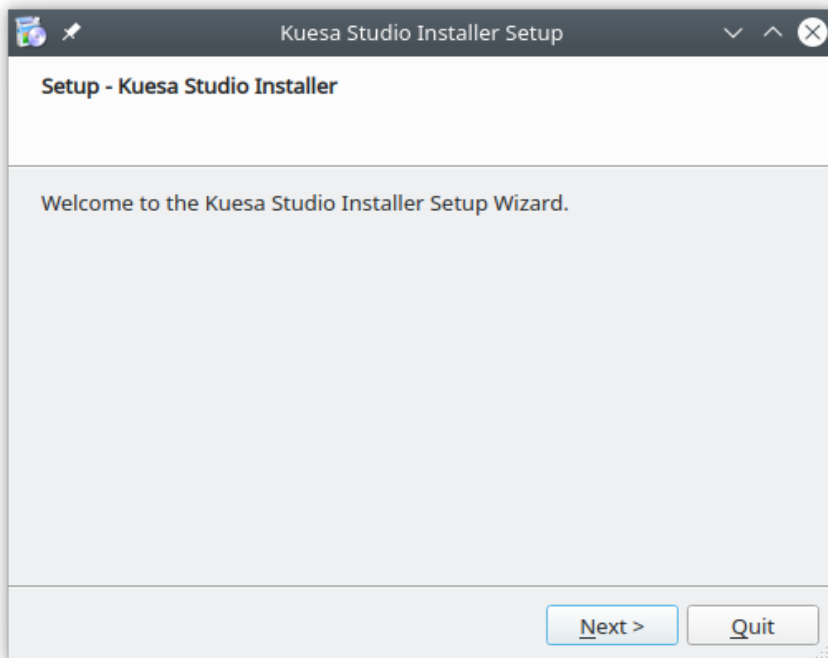 Kuesa Studio Installer Setup
Setup - Kuesa Studio Installer
Welcome to the Kuesa Studio Installer Setup Wizard.
Next > Quit